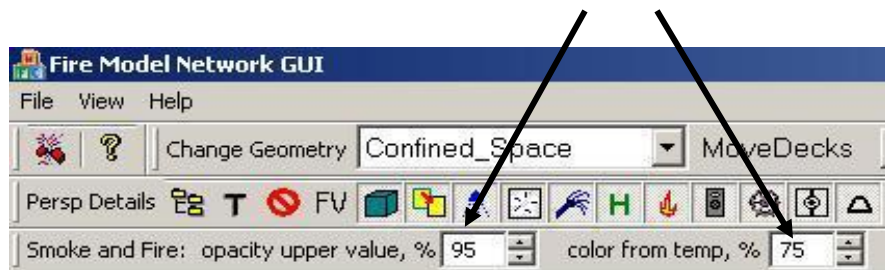 Fire Model Network GUI
File View Help
? Change Geometry Confined_Space MoveDecks
Persp Details T FV H
Smoke and Fire: opacity upper value, % 95 color from temp, % 75